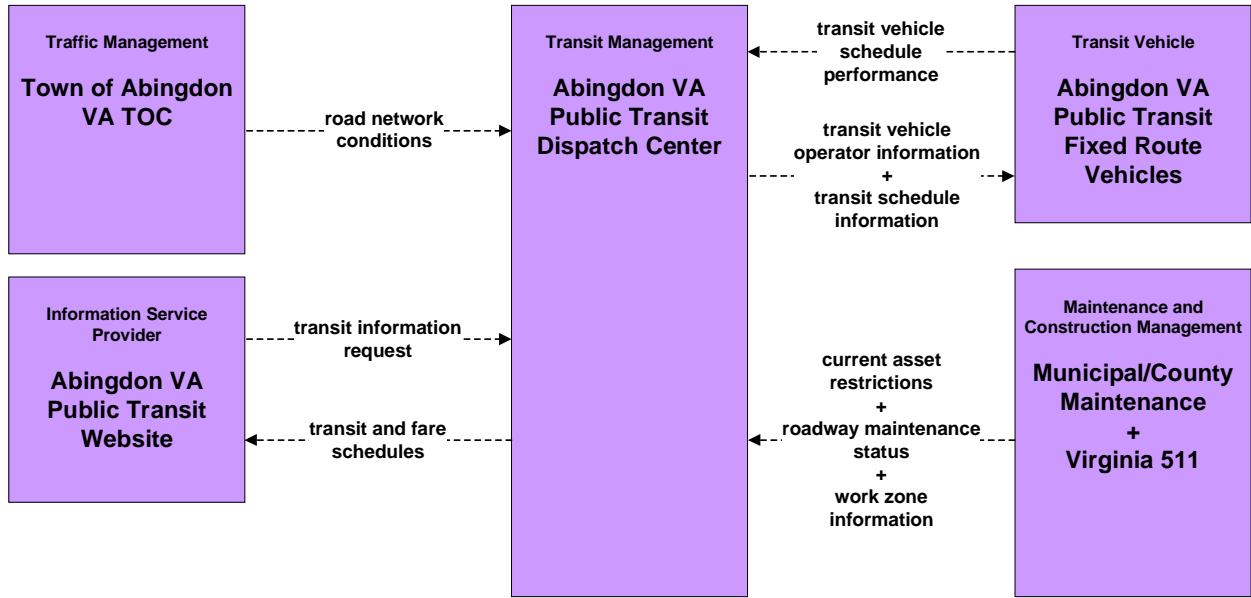 Traffic Management
Town of Abingdon
VA TOC
road network
conditions
Information Service
Provider
Abingdon VA
Public Transit
Website
transit information
request
transit and fare
schedules
Transit Management
Abingdon VA
Public Transit
Dispatch Center
transit vehicle
schedule
performance
transit vehicle
operator information
+
transit schedule
information
Transit Vehicle
Abingdon VA
Public Transit
Fixed Route
Vehicles
current asset
restrictions
+
roadway maintenance
status
+
work zone
information
Maintenance and
Construction Management
Municipal/County
Maintenance
+
Virginia 511